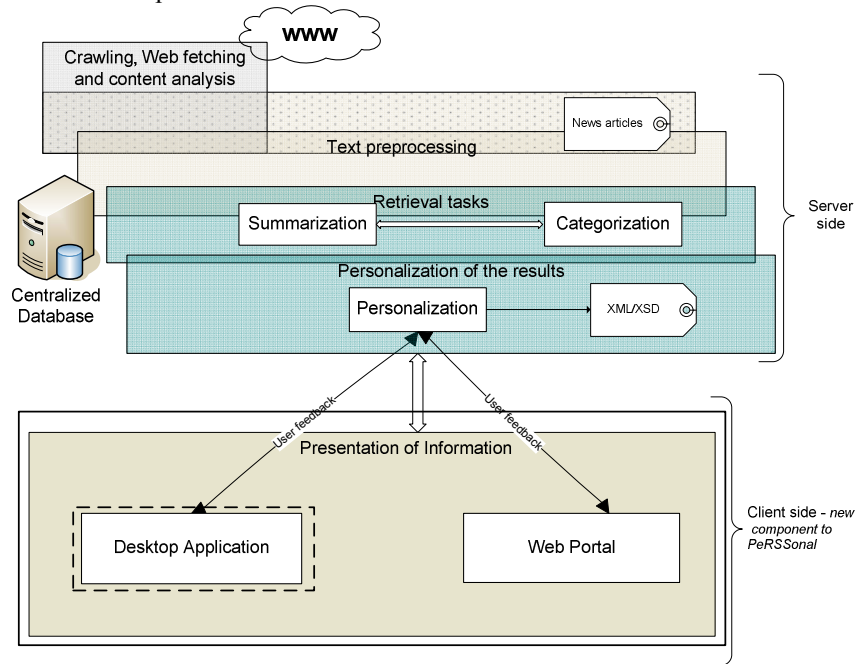 www
Crawling, Web fetching
and content analysis
News articles
Text preprocessing
Retrieval tasks
Summarization
Categorization
Server
side
Personalization of the results
Centralized
Database
Personalization
XML/XSD
User feedback
User feedback
Presentation of Information
Desktop Application
Web Portal
Client side - new
component to
PeRSSonal